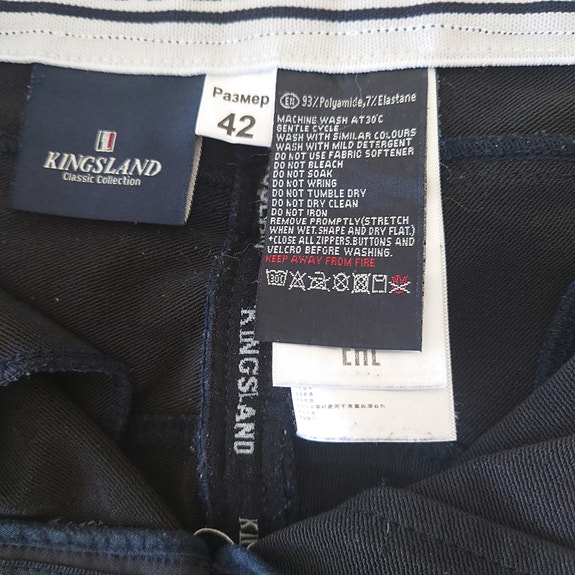 KINGSLAND
Classic Collection
Размер
42
EN 93%Polyamide,7%Elastane
MACHINE WASH AT30°C
GENTLE CYCLE
WASH WITH SIMILAR COLOURS
WASH WITH MILD DETERGENT
DO NOT USE FABRIC SOFTENER
DO NOT BLEACH
DO NOT SOAK
DO NOT WRING
DO NOT TUMBLE DRY
DO NOT DRY CLEAN
DO NOT IRON
REMOVE PROMPTLY(STRETCH
WHEN WET.SHAPE AND DRY FLAT.)
+CLOSE ALL ZIPPERS.BUTTONS AND
VELCRO BEFORE WASHING.
KEEP AWAY FROM FIRE
30°C
EAC
KINGSLAND